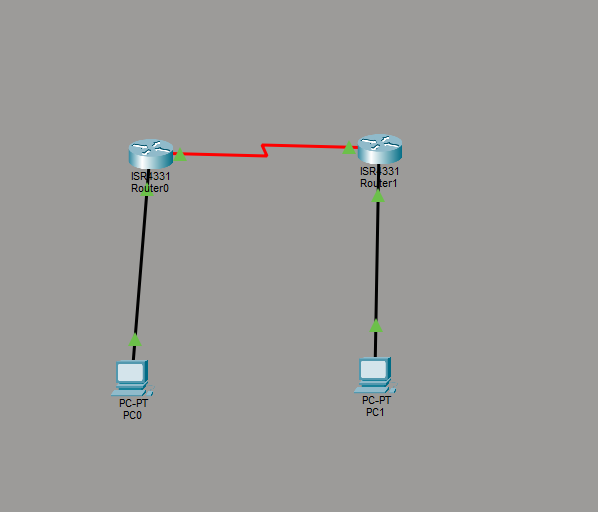 ISR4331
Router0
ISR4331
Router1
PC-PT
PC0
PC-PT
PC1